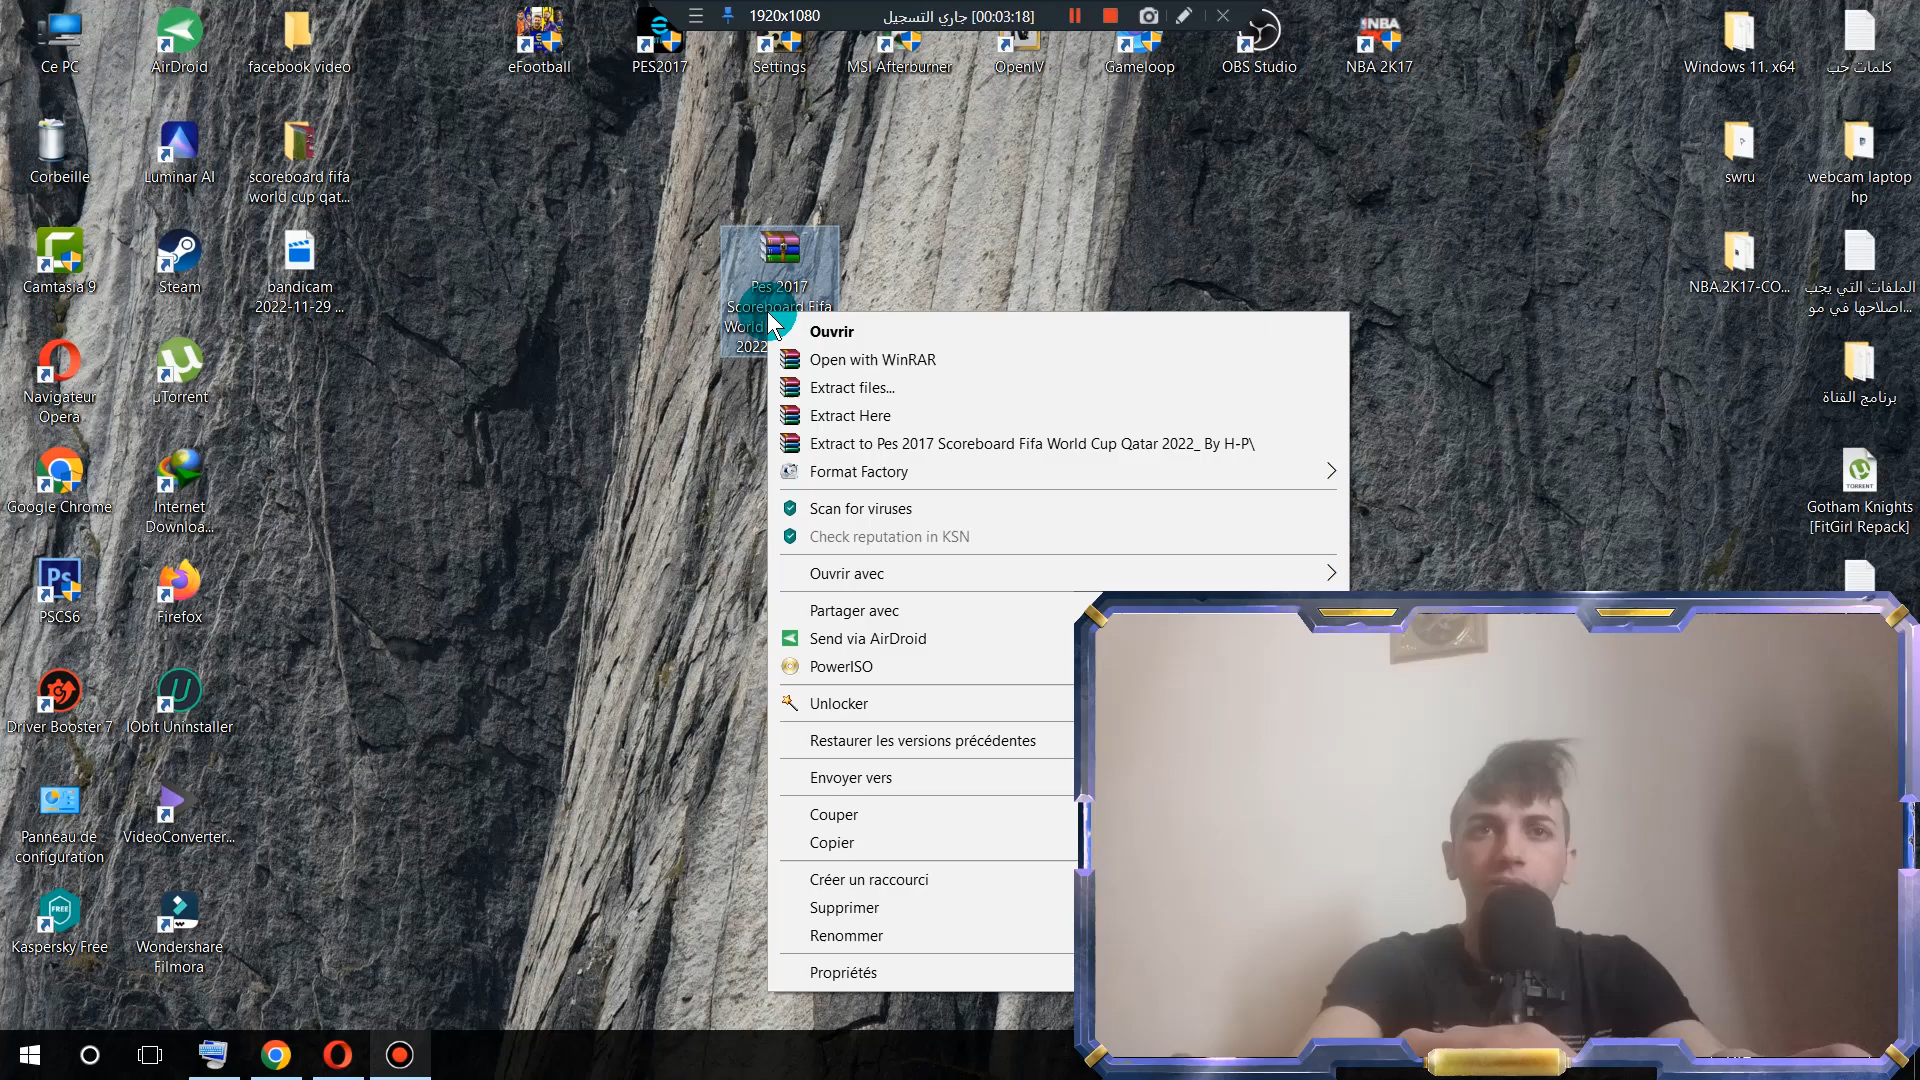 1920x1080
[00:03:18] جاري التسجيل
Ce PC
AirDroid
facebook video
eFootball
PES2017
Settings
MSI Afterburner
OpenIV
Gameloop
OBS Studio
NBA 2K17
NBA
Windows 11. x64
كلمات حب
Corbeille
Luminar AI
scoreboard fifa
world cup qat...
swru
webcam laptop
hp
Camtasia 9
Steam
bandicam
2022-11-29 ...
Pes 2017
Scoreboard Fifa
World
2022
NBA.2K17-CO...
الملفات التي يجب
اصلاحها في مو...
Navigateur
Opera
µTorrent
برنامج القناة
Google Chrome
Internet
Downloa...
TORRENT
Gotham Knights
[FitGirl Repack]
Ps
PSCS6
Firefox
Driver Booster 7
IObit Uninstaller
Panneau de
configuration
VideoConverter...
FREE
Kaspersky Free
Wondershare
Filmora
Ouvrir
Open with WinRAR
Extract files...
Extract Here
Extract to Pes 2017 Scoreboard Fifa World Cup Qatar 2022_ By H-P\
Format Factory
Scan for viruses
Check reputation in KSN
Ouvrir avec
Partager avec
Send via AirDroid
PowerISO
Unlocker
Restaurer les versions précédentes
Envoyer vers
Couper
Copier
Créer un raccourci
Supprimer
Renommer
Propriétés